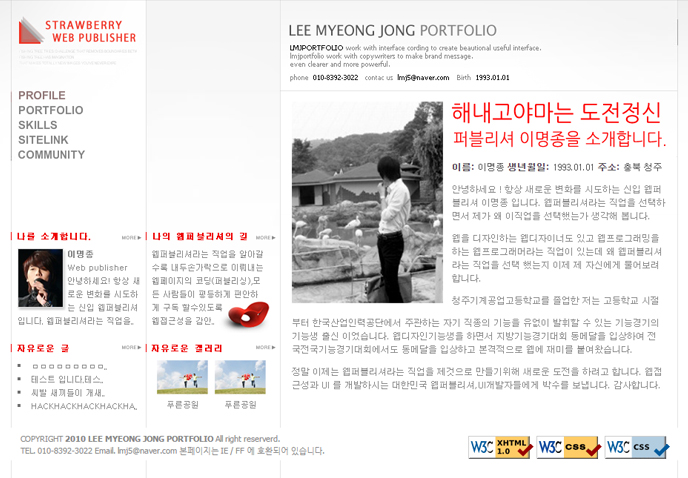 STRAWBERRY
WEB PUBLISHER
LEE MYEONG JONG PORTFOLIO
LMJPORTFOLIO work with interface cording to create beautional useful interface.
lmjportfolio work with copywriters to make brand message.
even clearer and more powerful.
phone 010-8392-3022 contac us lmj5@naver.com Birth 1993.01.01
PROFILE
PORTFOLIO
SKILLS
SITELINK
COMMUNITY
해내고야마는 도전정신
퍼블리셔 이명종을 소개합니다.
이름: 이명종 생년월일: 1993.01.01 주소: 충북 청주
안녕하세요 ! 항상 새로운 변화를 시도하는 신입 웹퍼
블리셔 이명종 입니다. 웹퍼블리셔라는 직업을 선택하
면서 제가 왜 이직업을 선택했는가 생각해 봅니다.
웹을 디자인하는 웹디자이너도 있고 웹프로그래밍을
하는 웹프로그래머라는 직업이 있는데 왜 웹퍼블리셔
라는 직업을 선택 했는지 이제 제 자신에게 물어보려
합니다.
청주기계공업고등학교를 졸업한 저는 고등학교 시절
부터 한국산업인력공단에서 주관하는 자기 직종의 기능을 유없이 발휘할 수 있는 기능경기의
기능생 출신 이었습니다. 웹디자인기능생을 하면서 지방기능경기대회 동메달을 입상하여 전
국전국기능경기대회에서도 동메달을 입상하고 본격적으로 웹에 재미를 붙여왔습니다.
정말 이제는 웹퍼블리셔라는 직업을 제것으로 만들기위해 새로운 도전을 하려고 합니다. 웹접
근성과 UI 를 개발하시는 대한민국 웹퍼블리셔,UI개발자들에게 박수를 보냅니다. 감사합니다.
나를 소개합니다. MORE ▶
이명종
Web publisher
안녕하세요! 항상 새
로운 변화를 시도하
는 신입 웹퍼블리셔
입니다. 웹퍼블리셔라는 직업을..
나의 웹퍼블리셔의 길 MORE ▶
웹퍼블리셔라는 직업을 알아갈
수록 내두손가락으로 이뤄내는
웹페이지의 코딩(퍼블리싱),모
든 사람들이 평등하게 편안하
게 구독 할수있도록
웹접근성을 갈만..
자유로운 글 MORE ▶
ㅁㅁㅁㅁㅁㅁㅁㅁㅁ..
테스트 입니다.테스..
씨빌 새끼들이 개새..
HACKHACKHACKHACKHA..
자유로운 갤러리 MORE ▶
푸른공일 푸른공일
COPYRIGHT 2010 LEE MYEONG JONG PORTFOLIO All right reserverd.
TEL. 010-8392-3022 Email. lmj5@naver.com 본페이지는 IE / FF 에 호환되어 있습니다.
W3C XHTML 1.0
W3C css
W3C css